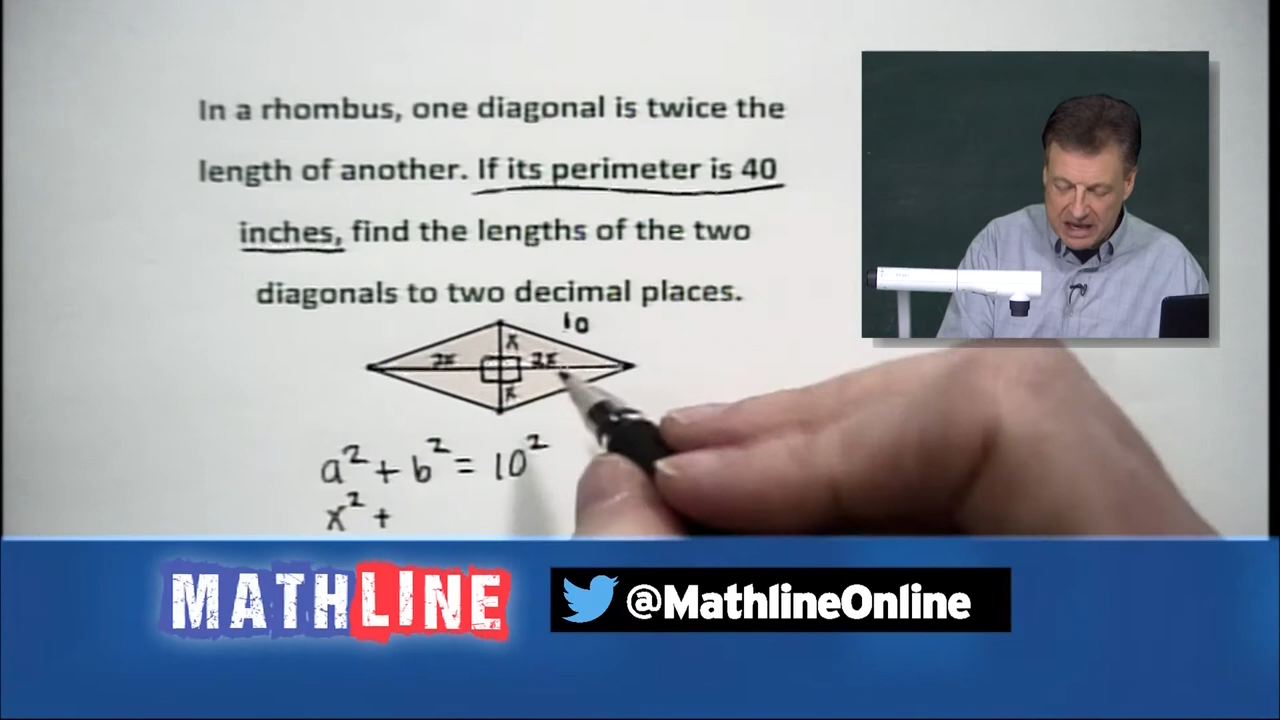 In a rhombus, one diagonal is twice the
length of another. If its perimeter is 40
inches, find the lengths of the two
diagonals to two decimal places.
10
x
2x
2x
x
a² + b² = 10²
x² +
MATHLINE
@MathlineOnline